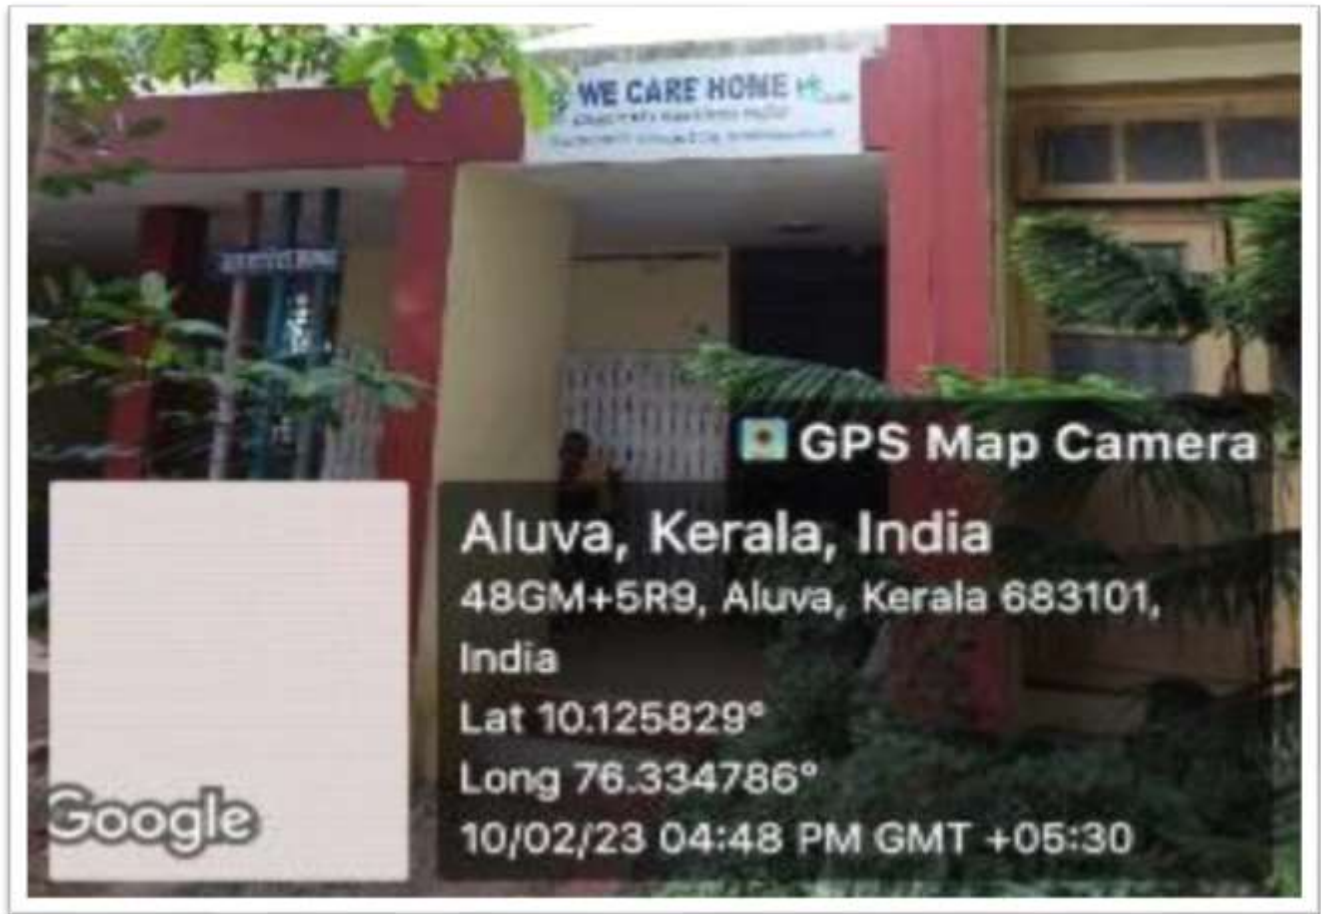 WE CARE HOME
GPS Map Camera
Aluva, Kerala, India
48GM+5R9, Aluva, Kerala 683101,
India
Lat 10.125829°
Long 76.334786°
10/02/23 04:48 PM GMT +05:30
Google